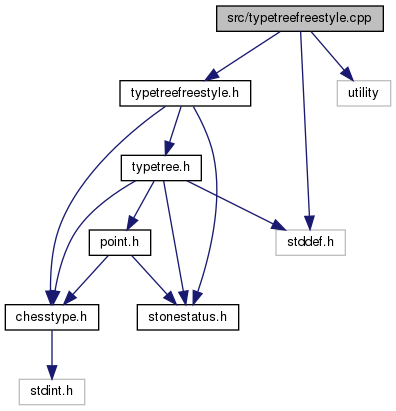 src/typetreefreestyle.cpp
typetreefreestyle.h
utility
typetree.h
point.h
stddef.h
chesstype.h
stonestatus.h
stdint.h